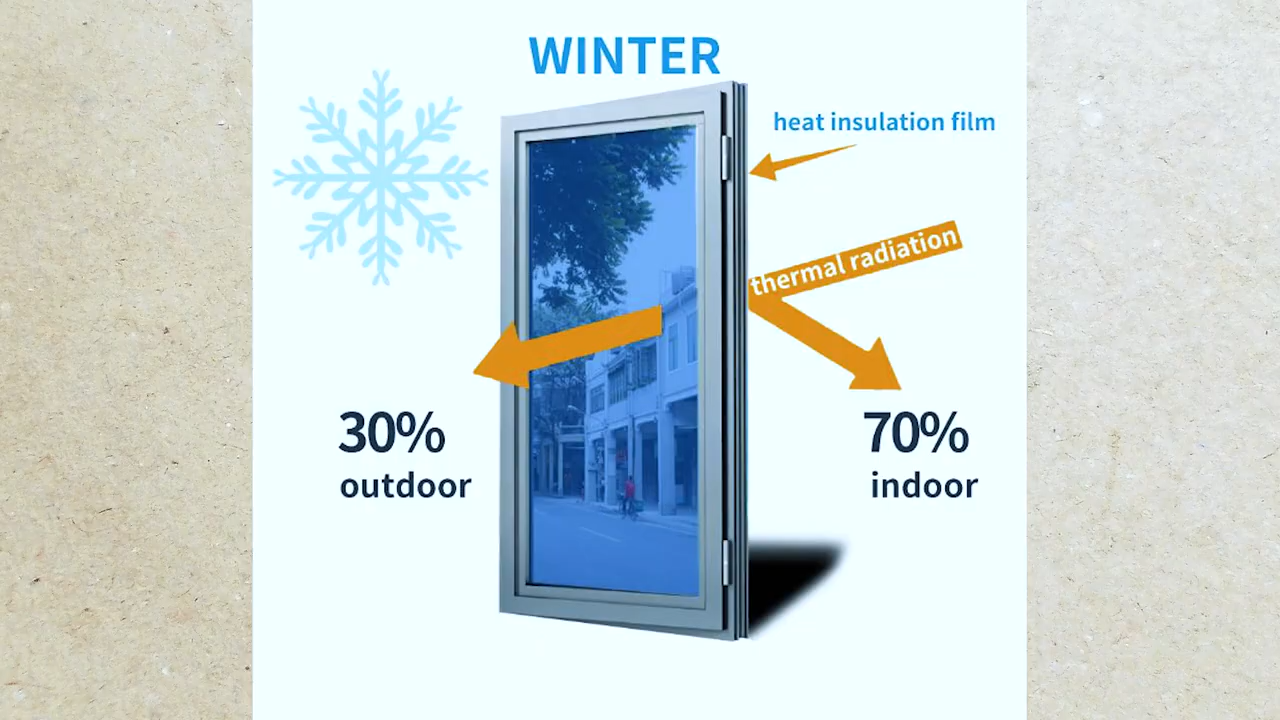 WINTER
heat insulation film
thermal radiation
30%
outdoor
70%
indoor